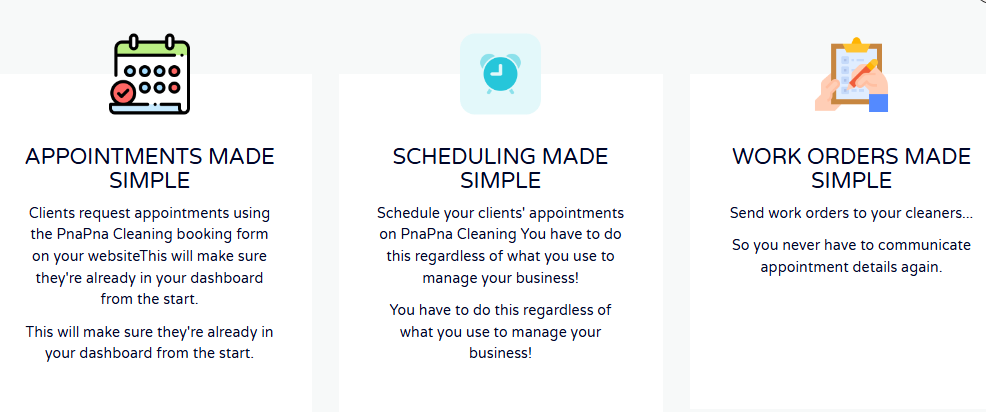 APPOINTMENTS MADE
SIMPLE
Clients request appointments using
the PnaPna Cleaning booking form
on your websiteThis will make sure
they're already in your dashboard
from the start.
This will make sure they're already in
your dashboard from the start.
SCHEDULING MADE
SIMPLE
Schedule your clients' appointments
on PnaPna Cleaning You have to do
this regardless of what you use to
manage your business!
You have to do this regardless of
what you use to manage your
business!
WORK ORDERS MADE
SIMPLE
Send work orders to your cleaners...
So you never have to communicate
appointment details again.